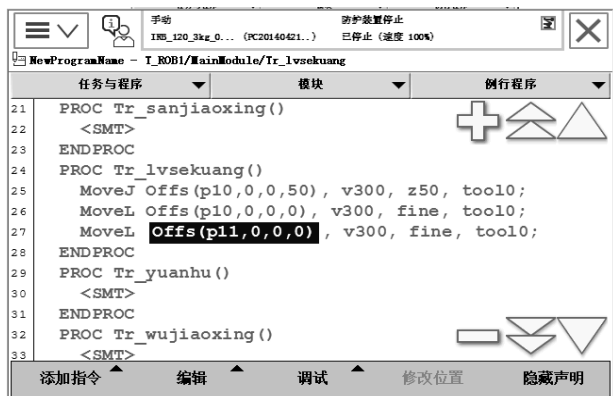 手动
防护装置停止
IRB_120_3kg_0... (PC20140421..)
已停止 (速度 100%)
NewProgramName - T_ROB1/MainModule/Tr_lvsekuang
任务与程序
模块
例行程序
21 PROC Tr_sanjiaoxing()
22 <SMT>
23 ENDPROC
24 PROC Tr_lvsekuang()
25 MoveJ Offs(p10,0,0,50), v300, z50, tool0;
26 MoveL Offs(p10,0,0,0), v300, fine, tool0;
27 MoveL Offs(p11,0,0,0), v300, fine, tool0;
28 ENDPROC
29 PROC Tr_yuanhu()
30 <SMT>
31 ENDPROC
32 PROC Tr_wujiaoxing()
33 <SMT>
添加指令
编辑
调试
修改位置
隐藏声明